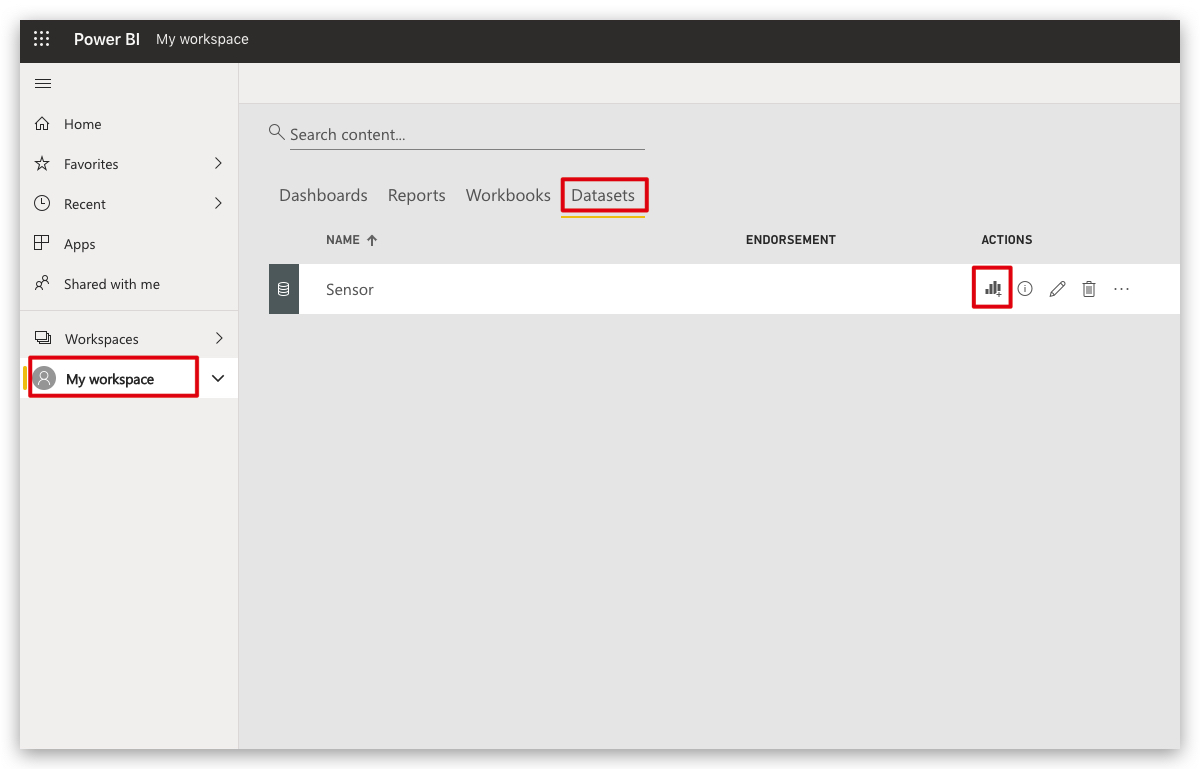 Power BI My workspace
Home
Favorites
Recent
Apps
Shared with me
Workspaces
My workspace
Search content...
Dashboards Reports Workbooks Datasets
NAME ENDORSEMENT ACTIONS
Sensor